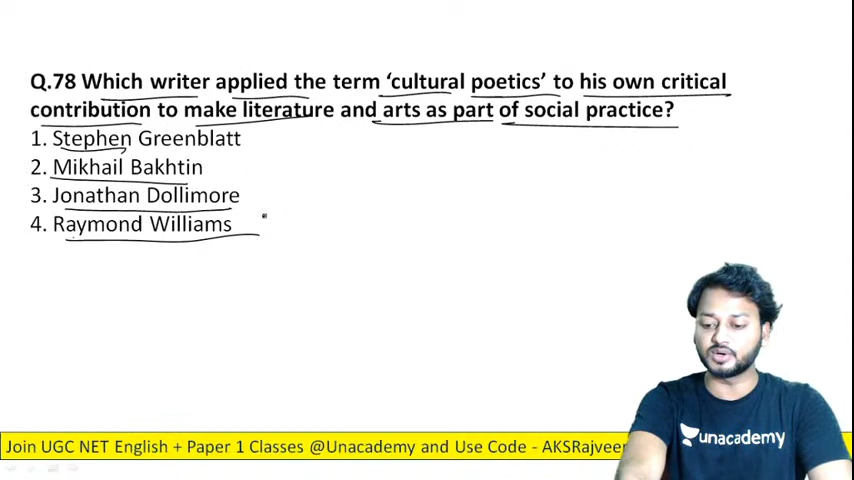 Q.78 Which writer applied the term ‘cultural poetics’ to his own critical
contribution to make literature and arts as part of social practice?
1. Stephen Greenblatt
2. Mikhail Bakhtin
3. Jonathan Dollimore
4. Raymond Williams
unacademy
Join UGC NET English + Paper 1 Classes @Unacademy and Use Code - AKSRajveer